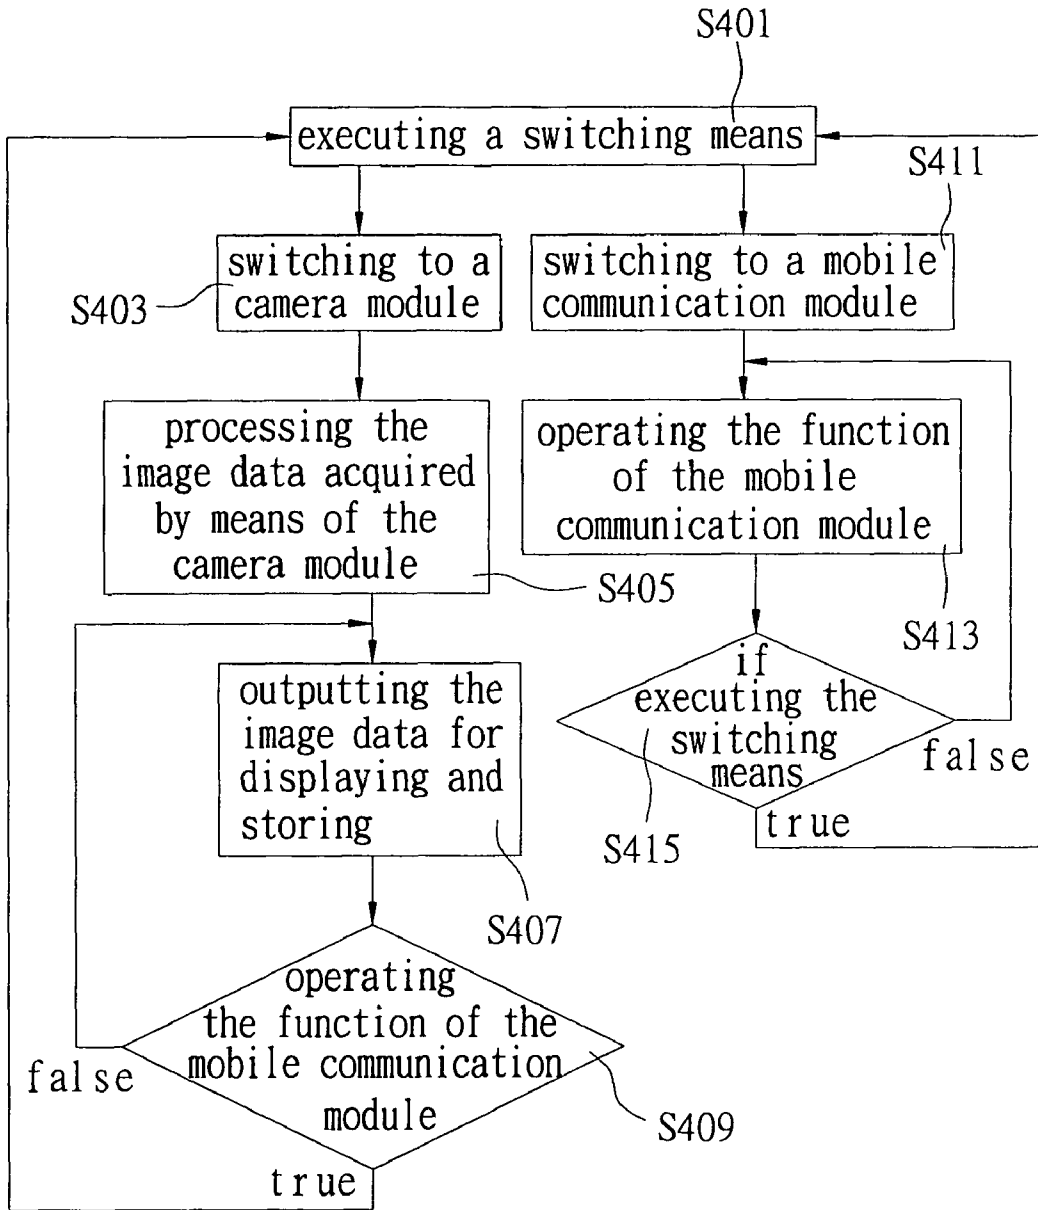 S401
executing a switching means
S411
switching to a
camera module
S403
switching to a mobile
communication module
processing the
image data acquired
by means of the
camera module
S405
operating the function
of the mobile
communication module
S413
outputting the
image data for
displaying and
storing
S407
if
executing the
switching
means
false
true
S415
operating
the function of the
mobile communication
module
false
S409
true